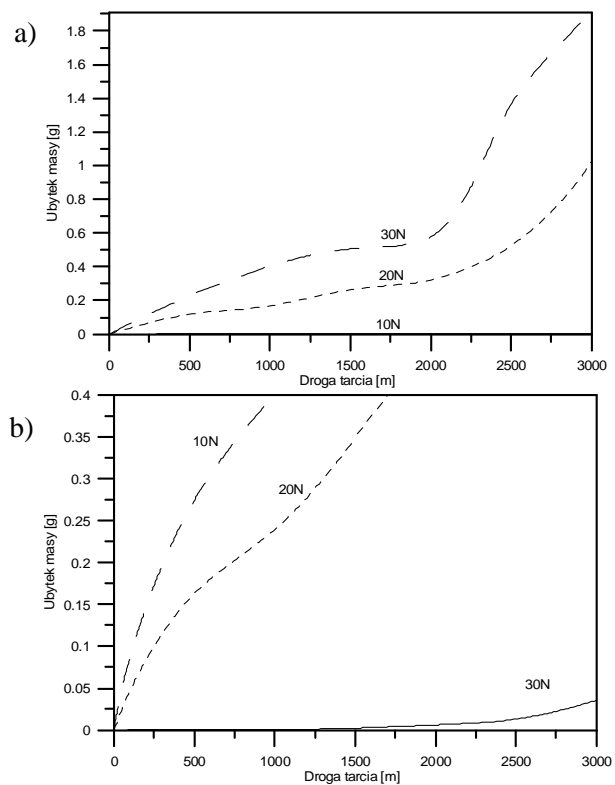 a)
1.8
1.6
1.4
1.2
1
0.8
0.6
0.4
0.2
0
Ubytek masy [g]
30N
20N
10N
0 500 1000 1500 2000 2500 3000
Droga tarcia [m]
b)
0.4
0.35
0.3
0.25
0.2
0.15
0.1
0.05
0
Ubytek masy [g]
10N
20N
30N
0 500 1000 1500 2000 2500 3000
Droga tarcia [m]